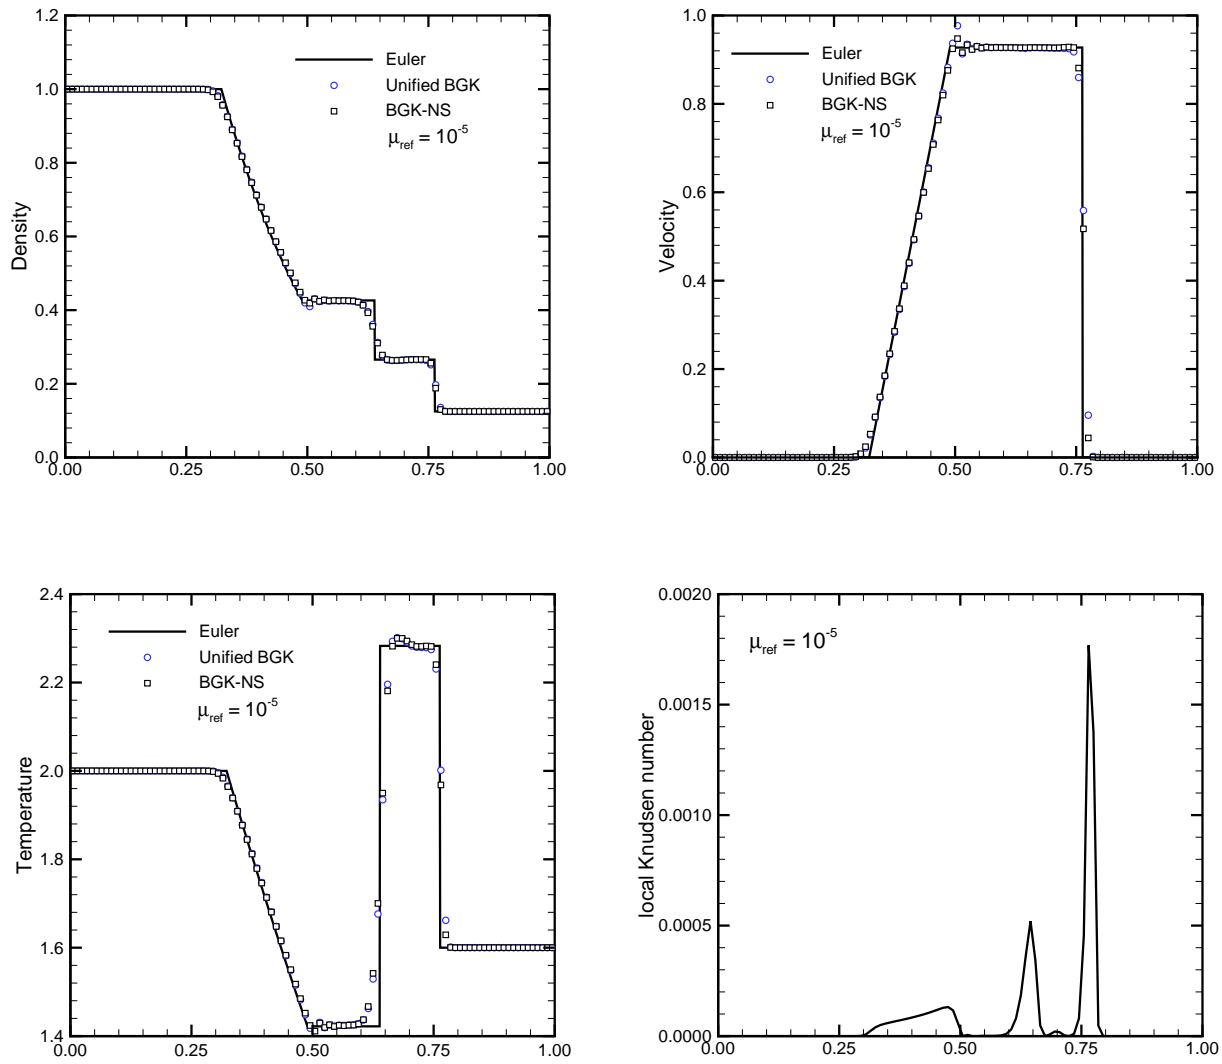 1.2
1.0
0.8
0.6
0.4
0.2
0.0
Density
0.00 0.25 0.50 0.75 1.00
Euler
Unified BGK
BGK-NS
μref = 10-5
1.0
0.8
0.6
0.4
0.2
0.0
Velocity
0.00 0.25 0.50 0.75 1.00
Euler
Unified BGK
BGK-NS
μref = 10-5
2.4
2.2
2.0
1.8
1.6
1.4
Temperature
0.00 0.25 0.50 0.75 1.00
Euler
Unified BGK
BGK-NS
μref = 10-5
0.0020
0.0015
0.0010
0.0005
0.0000
local Knudsen number
0.00 0.25 0.50 0.75 1.00
μref = 10-5